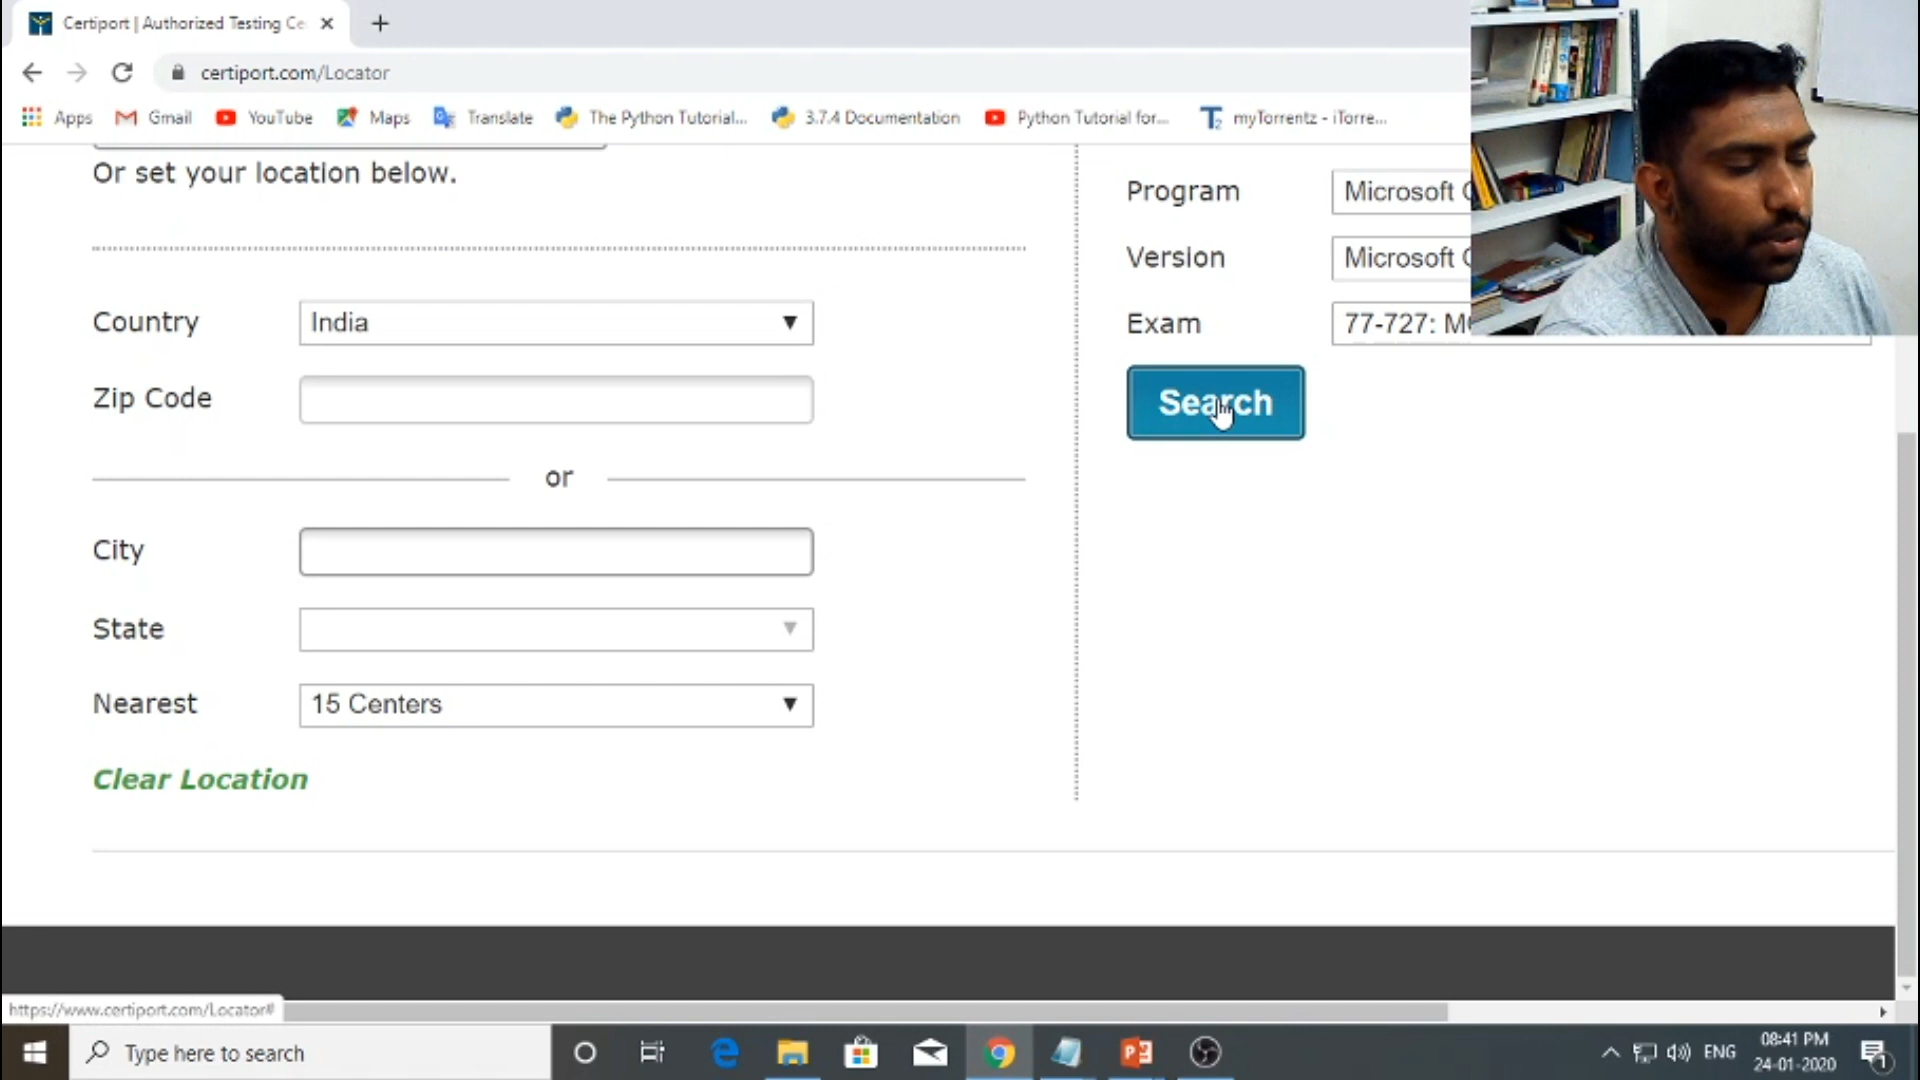 Certiport | Authorized Testing Ce
certiport.com/Locator
Apps Gmail YouTube Maps Translate The Python Tutorial... 3.7.4 Documentation Python Tutorial for... myTorrentz - iTorre...
Or set your location below.
Country India
Zip Code
or
City
State
Nearest 15 Centers
Clear Location
Program Microsoft
Version Microsoft
Exam 77-727:
Search
https://www.certiport.com/Locator#
Type here to search
ENG
08:41 PM
24-01-2020
1